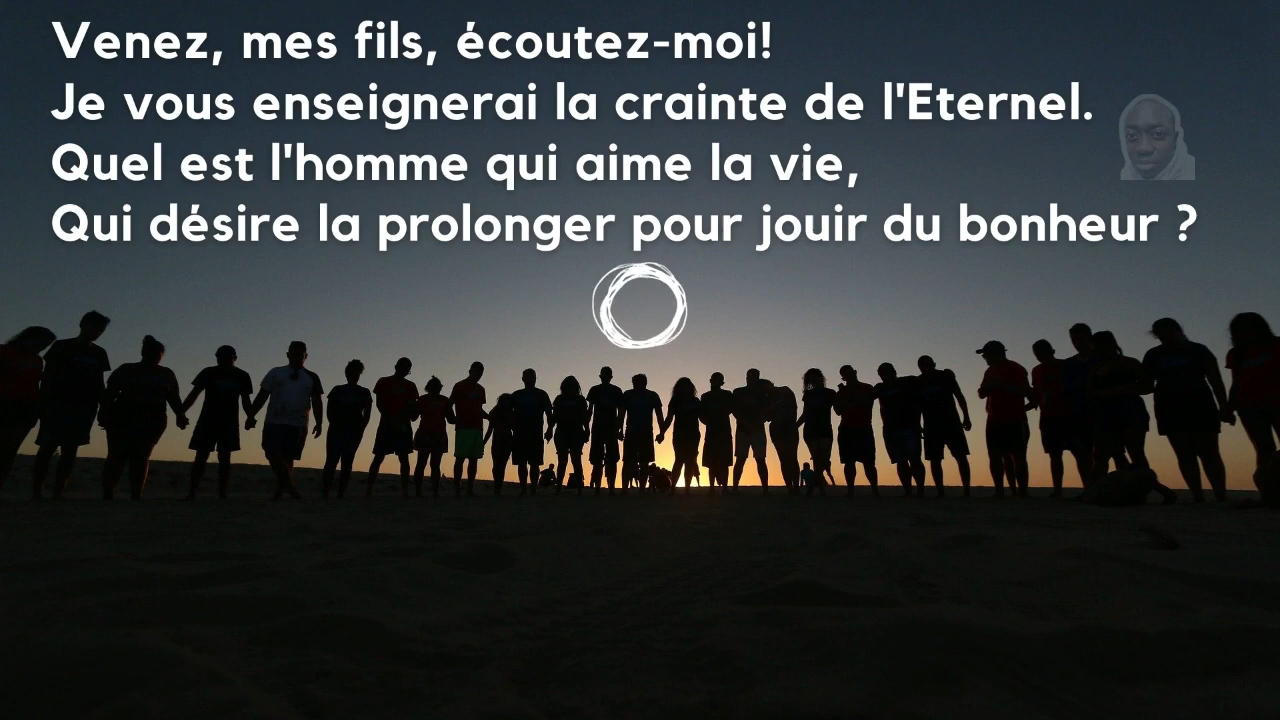 Venez, mes fils, écoutez-moi!
Je vous enseignerai la crainte de l'Eternel.
Quel est l'homme qui aime la vie,
Qui désire la prolonger pour jouir du bonheur ?